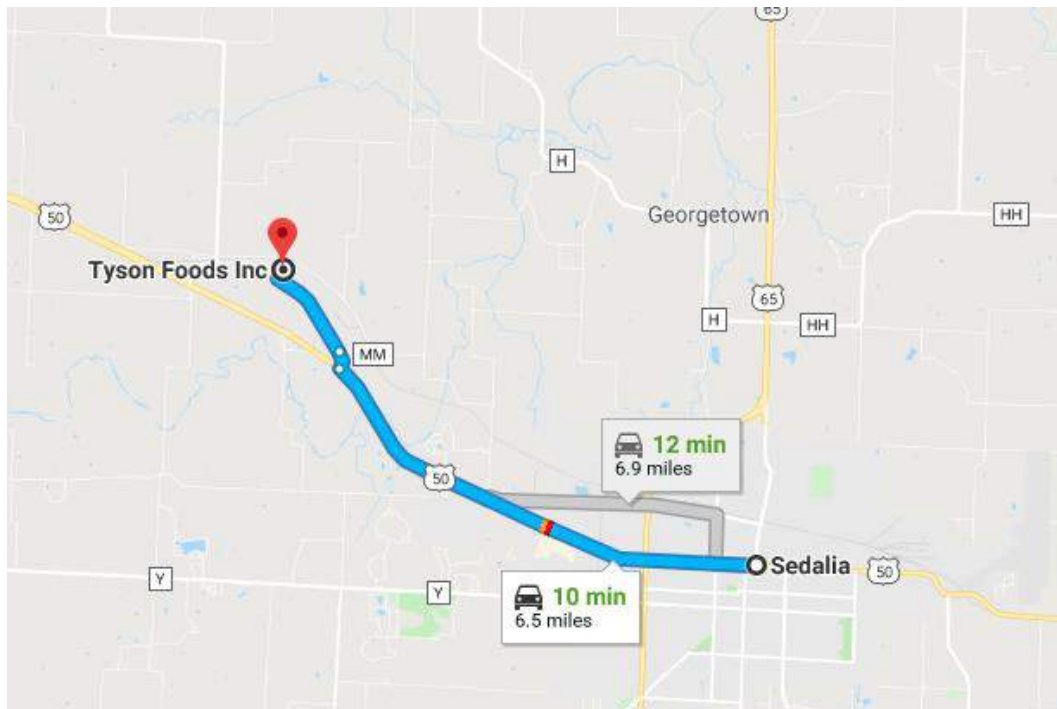 65
H
50
Georgetown
HH
Tyson Foods Inc
65
H
HH
MM
12 min
6.9 miles
50
Sedalia
50
Y
Y
10 min
6.5 miles